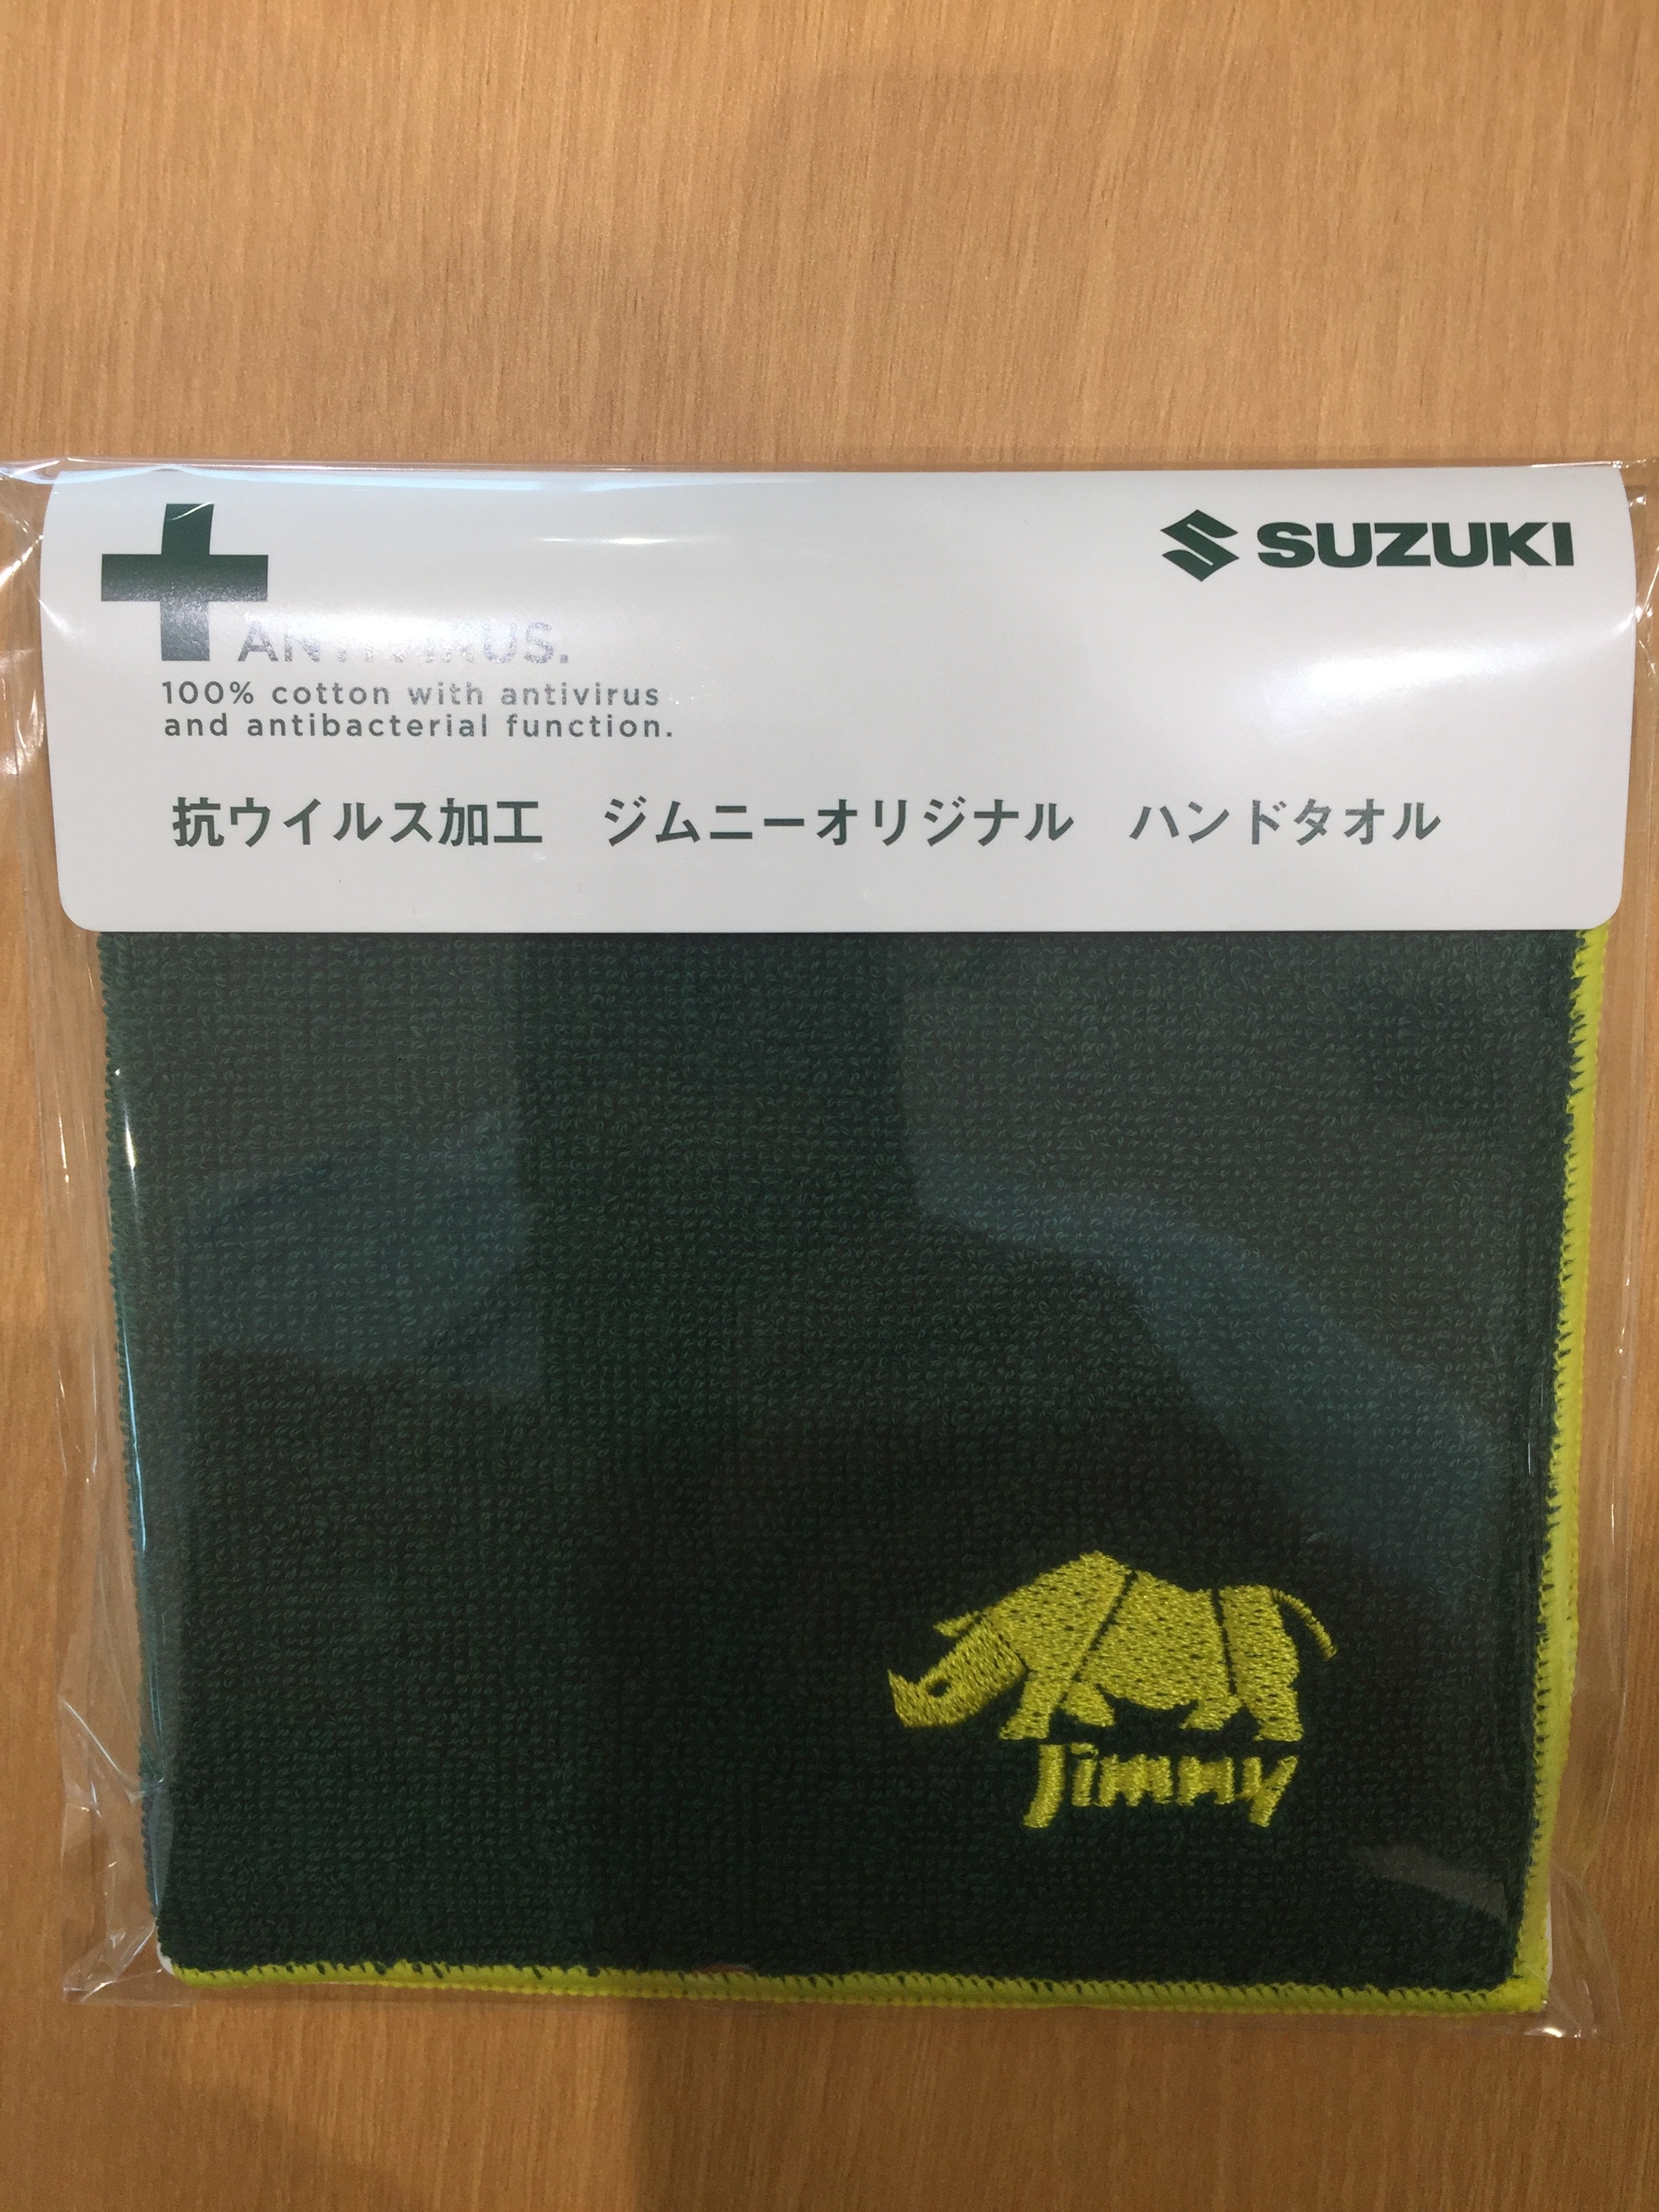 SUZUKI
ANTIVIRUS.
100% cotton with antivirus
and antibacterial function.
抗ウイルス加工　ジムニーオリジナル　ハンドタオル
Jimny